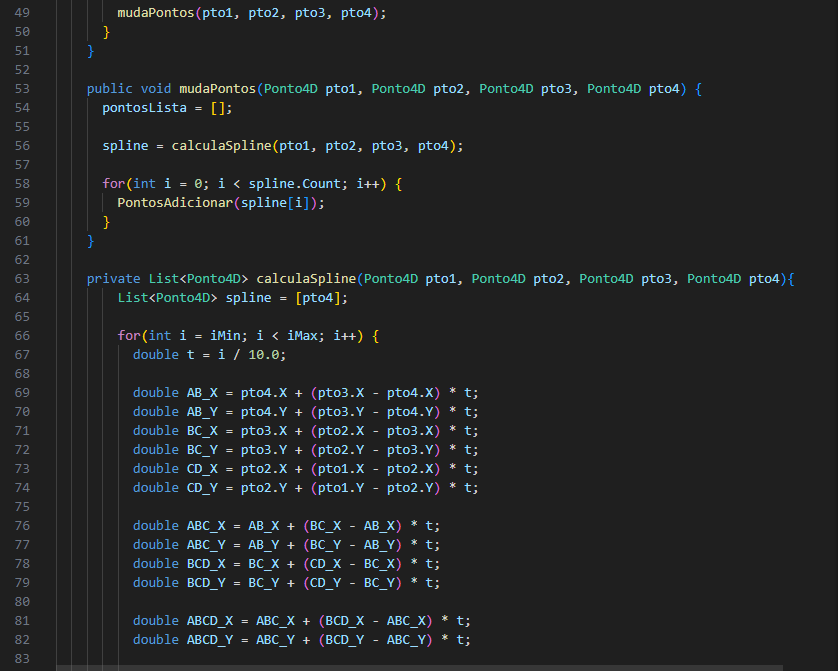 49 mudaPontos(pto1, pto2, pto3, pto4);
50 }
51 }
52
53 public void mudaPontos(Ponto4D pto1, Ponto4D pto2, Ponto4D pto3, Ponto4D pto4) {
54 pontosLista = [];
55
56 spline = calculaSpline(pto1, pto2, pto3, pto4);
57
58 for(int i = 0; i < spline.Count; i++) {
59 PontosAdicionar(spline[i]);
60 }
61 }
62
63 private List<Ponto4D> calculaSpline(Ponto4D pto1, Ponto4D pto2, Ponto4D pto3, Ponto4D pto4){
64 List<Ponto4D> spline = [pto4];
65
66 for(int i = iMin; i < iMax; i++) {
67 double t = i / 10.0;
68
69 double AB_X = pto4.X + (pto3.X - pto4.X) * t;
70 double AB_Y = pto4.Y + (pto3.Y - pto4.Y) * t;
71 double BC_X = pto3.X + (pto2.X - pto3.X) * t;
72 double BC_Y = pto3.Y + (pto2.Y - pto3.Y) * t;
73 double CD_X = pto2.X + (pto1.X - pto2.X) * t;
74 double CD_Y = pto2.Y + (pto1.Y - pto2.Y) * t;
75
76 double ABC_X = AB_X + (BC_X - AB_X) * t;
77 double ABC_Y = AB_Y + (BC_Y - AB_Y) * t;
78 double BCD_X = BC_X + (CD_X - BC_X) * t;
79 double BCD_Y = BC_Y + (CD_Y - BC_Y) * t;
80
81 double ABCD_X = ABC_X + (BCD_X - ABC_X) * t;
82 double ABCD_Y = ABC_Y + (BCD_Y - ABC_Y) * t;
83